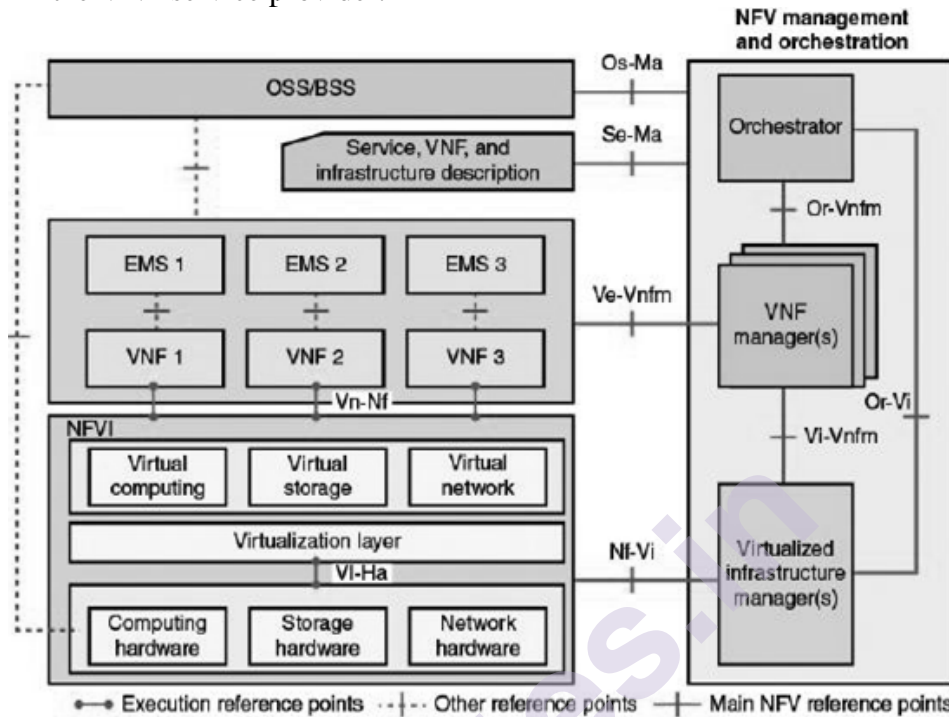 NFV management
and orchestration
OSS/BSS
Os-Ma
Orchestrator
Service, VNF, and
infrastructure description
Se-Ma
Or-Vnfm
EMS 1
EMS 2
EMS 3
VNF 1
VNF 2
VNF 3
Ve-Vnfm
VNF
manager(s)
Vn-Nf
Or-Vi
Vi-Vnfm
NFVI
Virtual
computing
Virtual
storage
Virtual
network
Virtualization layer
VI-Ha
Nf-Vi
Virtualized
infrastructure
manager(s)
Computing
hardware
Storage
hardware
Network
hardware
Execution reference points
Other reference points
Main NFV reference points
es.in